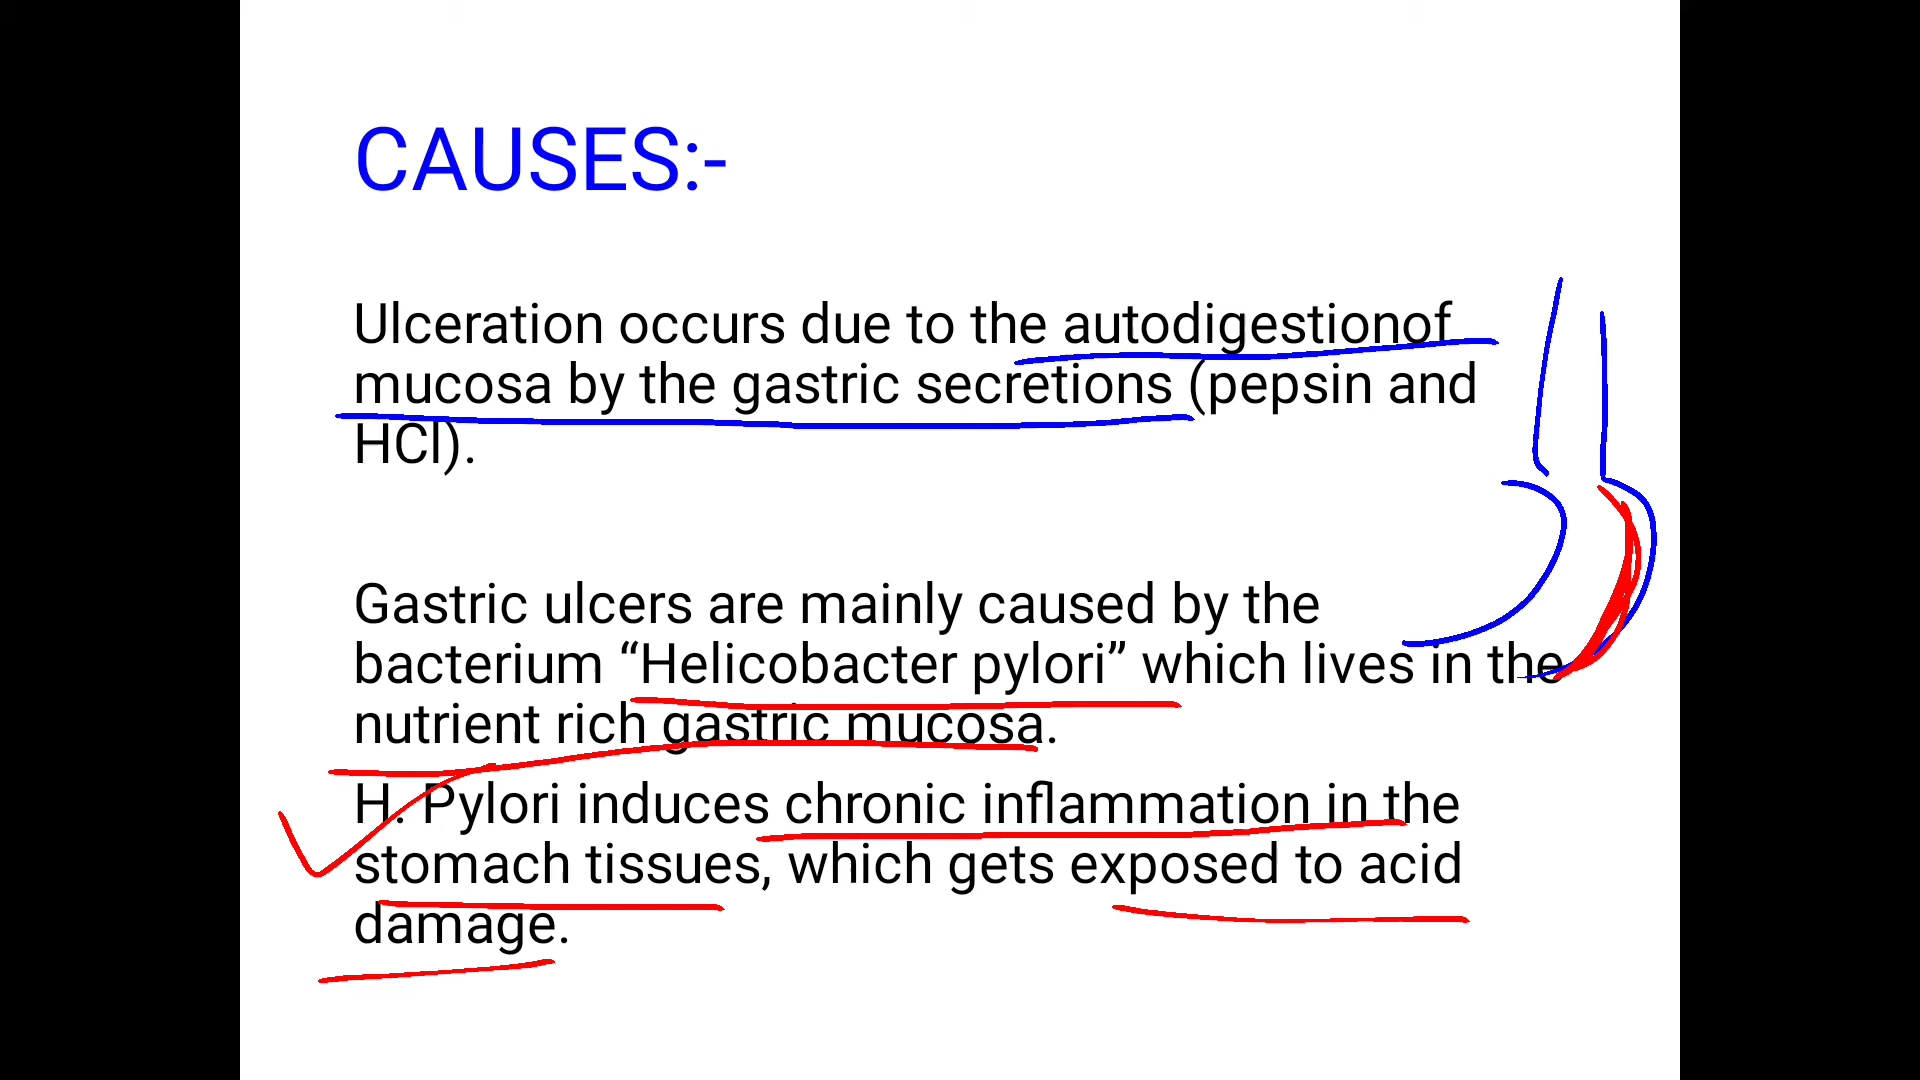 CAUSES:-
Ulceration occurs due to the autodigestionof
mucosa by the gastric secretions (pepsin and
HCl).
Gastric ulcers are mainly caused by the
bacterium “Helicobacter pylori” which lives in the
nutrient rich gastric mucosa.
H. Pylori induces chronic inflammation in the
stomach tissues, which gets exposed to acid
damage.